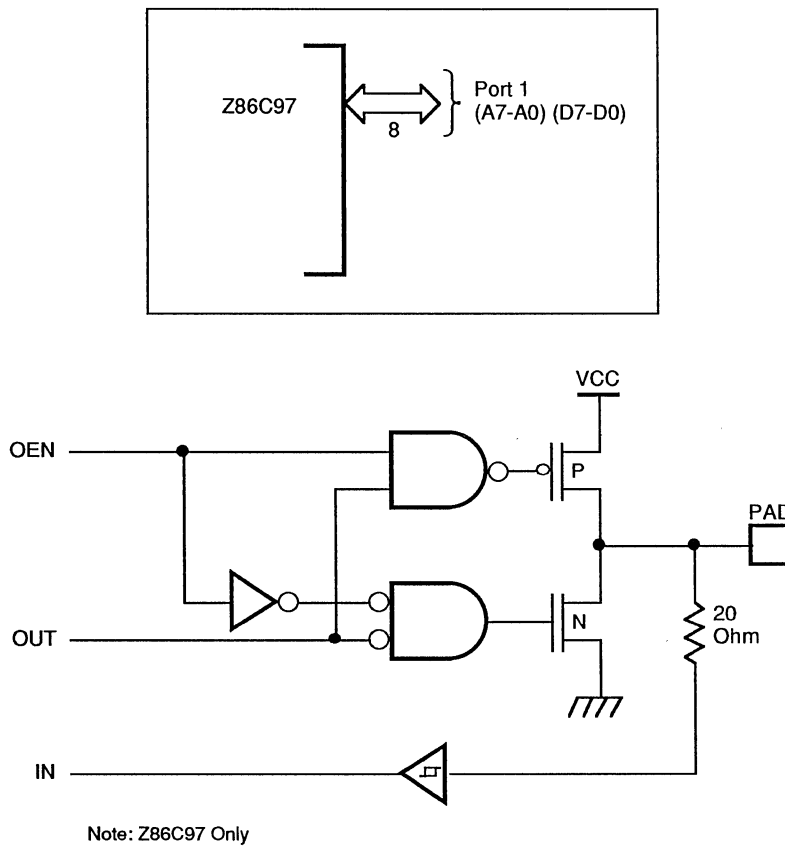 Z86C97
8
Port 1
(A7-A0) (D7-D0)
VCC
OEN
P
PAD
OUT
N
20
Ohm
IN
Note: Z86C97 Only